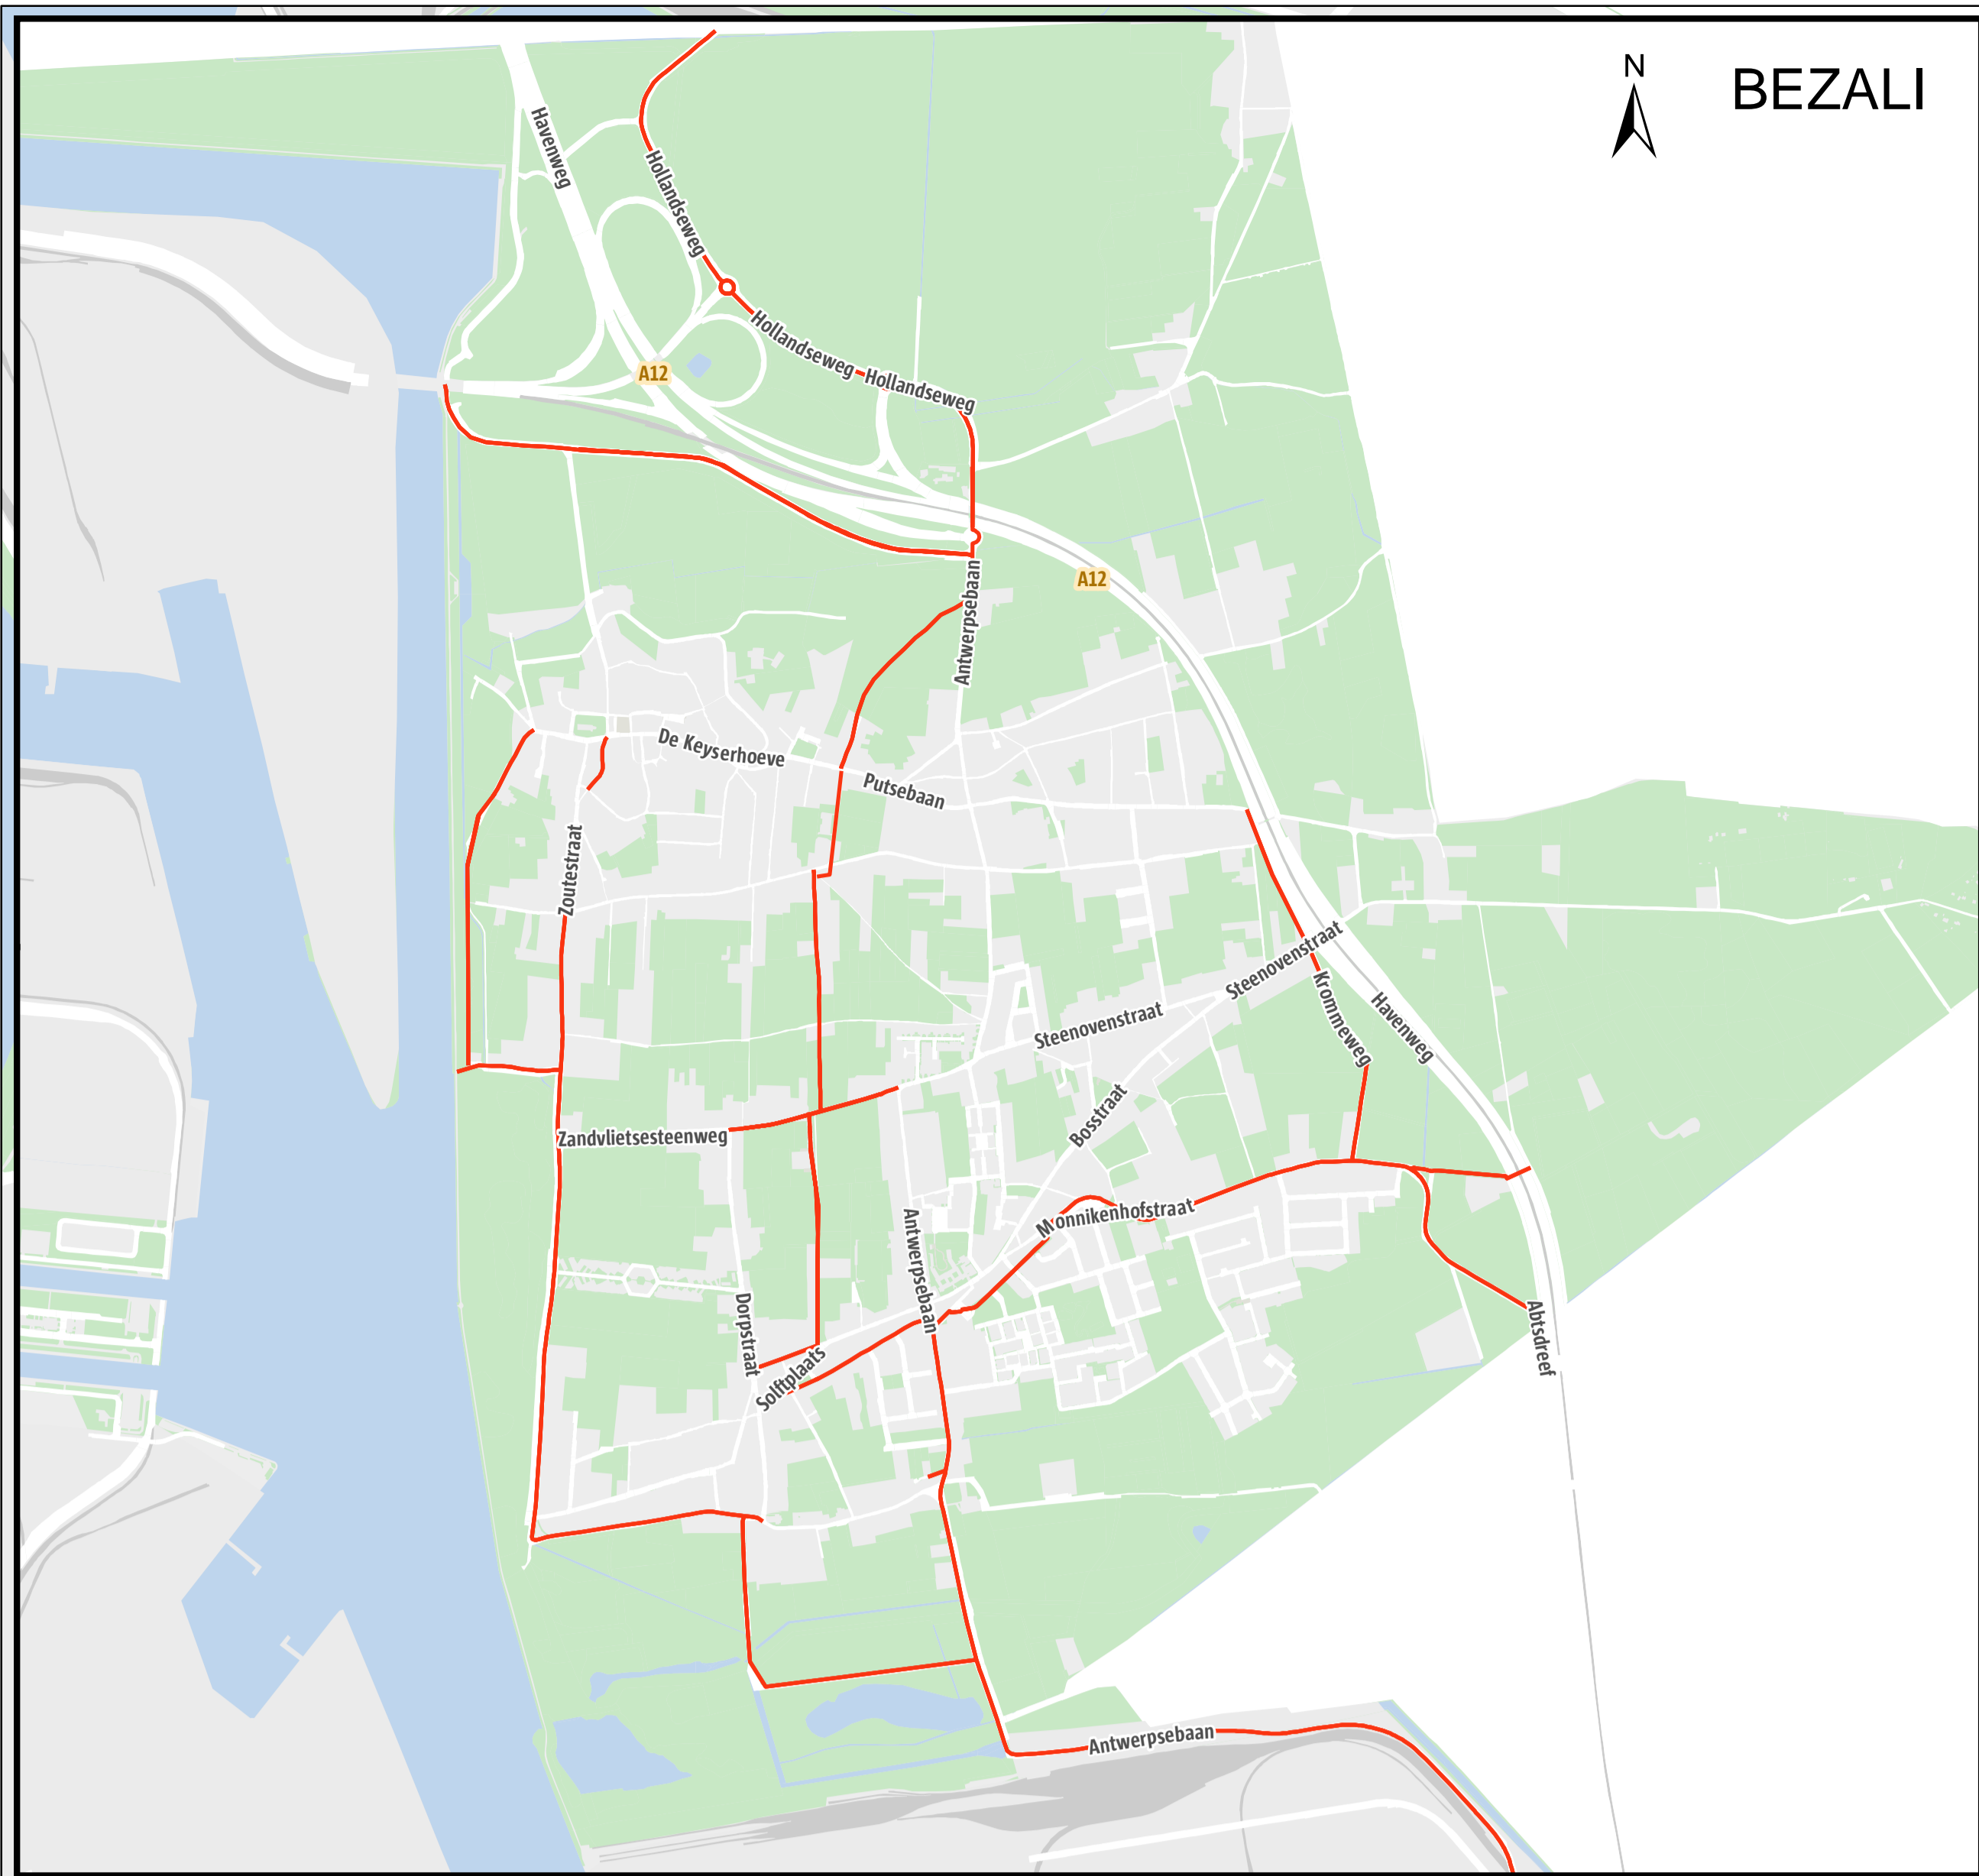 N
BEZALI
Havenweg
Hollandseweg
A12
Hollandseweg
Hollandseweg
A12
Antwerpsebaan
De Keyserhoeve
Putsebaan
Zoutestraat
Steenovenstraat
Steenovenstraat
Krommeweg
Havenweg
Bosstraat
Zandvlietsesteenweg
Monnikenhofstraat
Antwerpsebaan
Dorpstraat
Solftplaats
Abtsdreef
Antwerpsebaan